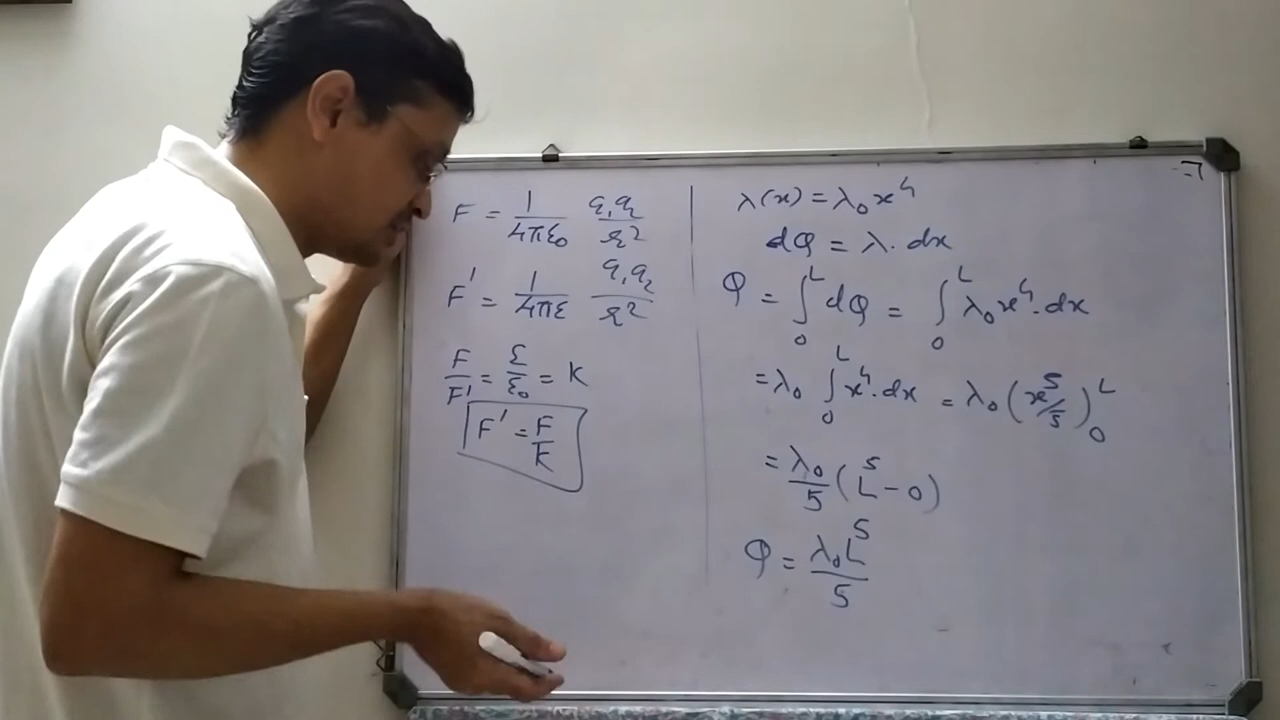 F = 1/4πε₀ q₁q₂/r²
F' = 1/4πε q₁q₂/r²
F/F' = ε/ε₀ = K
F' = F/K
λ(x) = λ₀x⁴
dQ = λ.dx
Q = ∫₀ᴸ dQ = ∫₀ᴸ λ₀x⁴.dx
= λ₀ ∫₀ᴸ x⁴.dx = λ₀(x⁵/5)₀ᴸ
= λ₀/5 (L⁵-0)
Q = λ₀L⁵/5